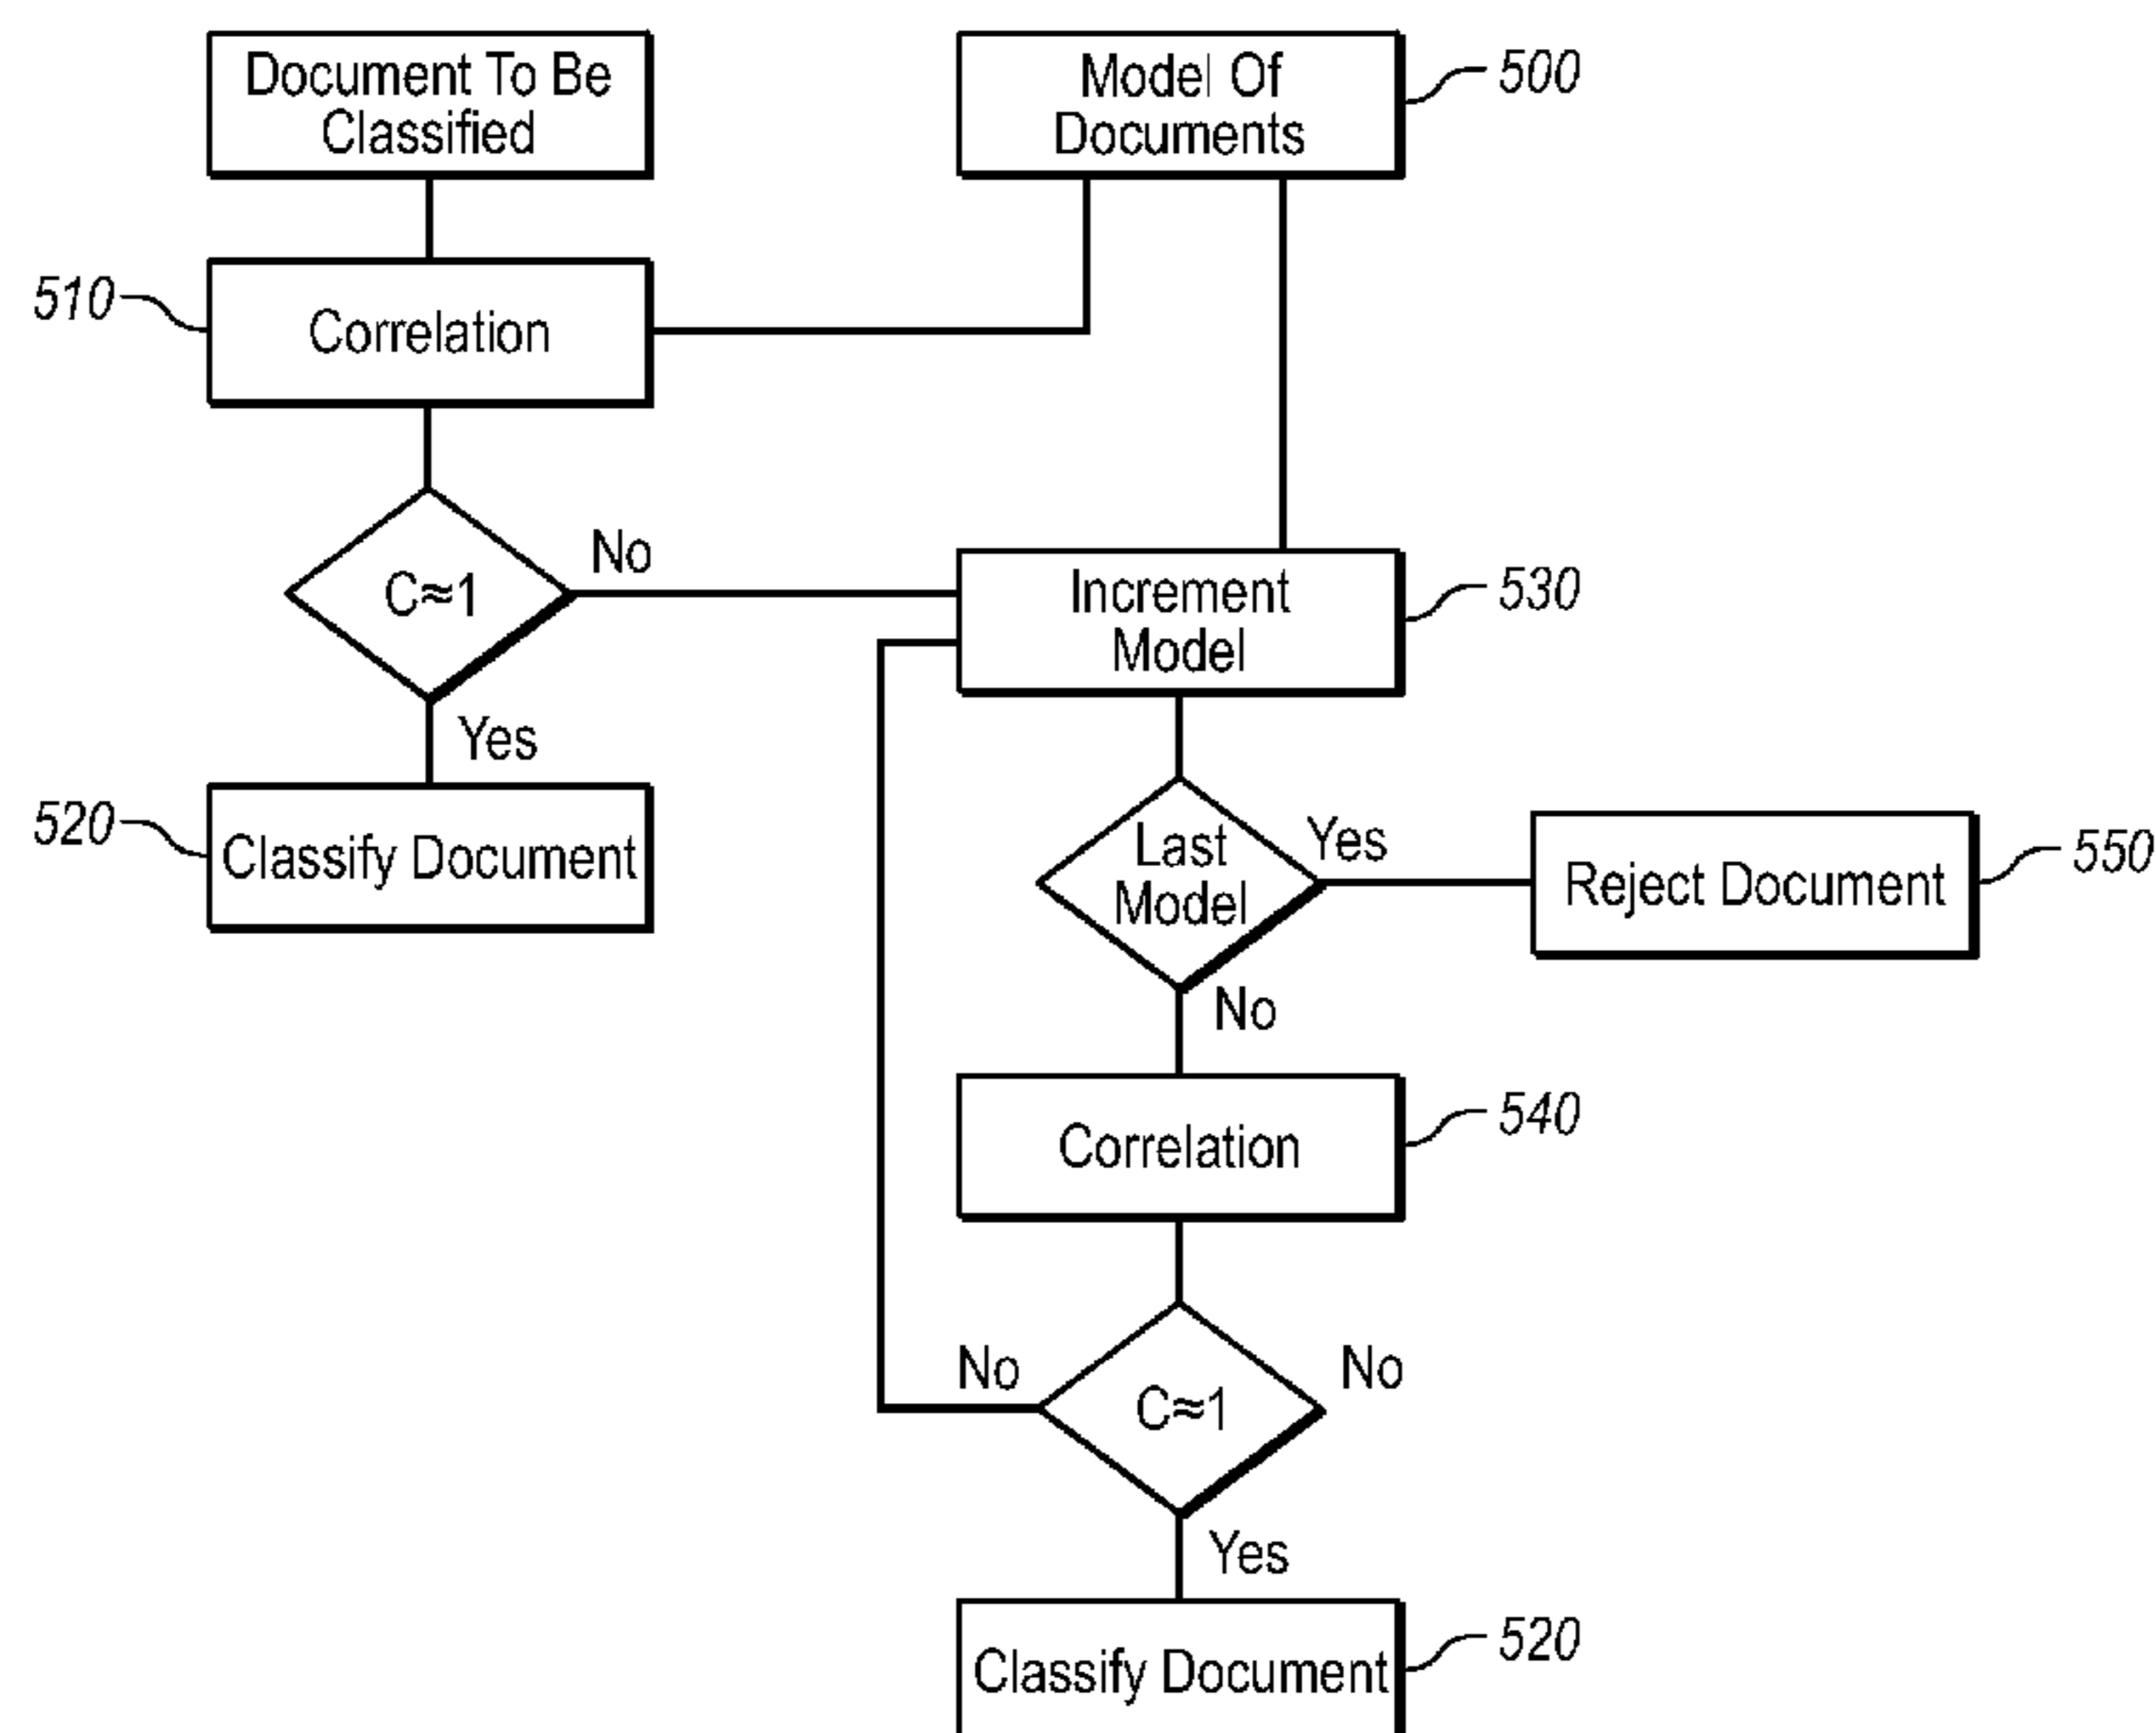 Document To Be
Classified
Model Of
Documents
500
510
Correlation
C≈1
No
Increment
Model
530
Yes
520
Classify Document
Last
Model
Yes
Reject Document
550
No
Correlation
540
No
C≈1
No
Yes
Classify Document
520